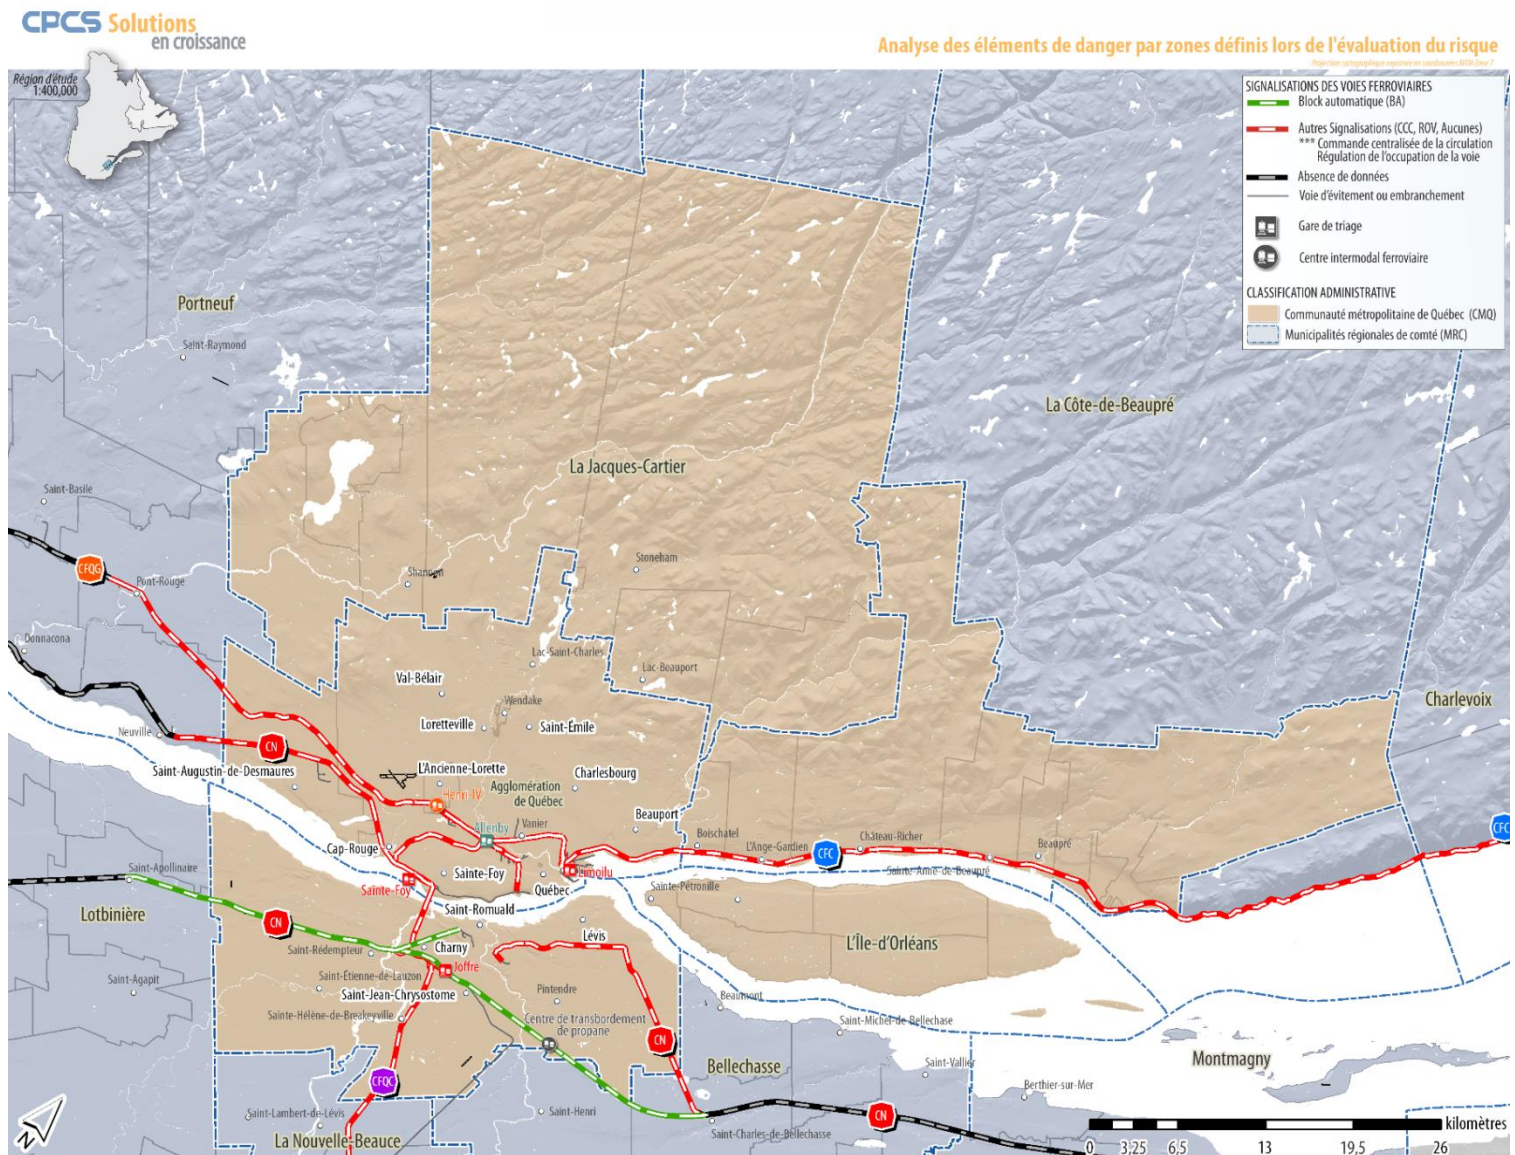 CPCS Solutions
en croissance
Analyse des éléments de danger par zones définis lors de l'évaluation du risque
Région d'étude
1:400,000
SIGNALISATIONS DES VOIES FERROVIAIRES
Block automatique (BA)
Autres Signalisations (CCC, ROV, Aucunes)
*** Commande centralisée de la circulation
Régulation de l'occupation de la voie
Absence de données
Voie d'évitement ou embranchement
Gare de triage
Centre intermodal ferroviaire
CLASSIFICATION ADMINISTRATIVE
Communauté métropolitaine de Québec (CMQ)
Municipalités régionales de comté (MRC)
Portneuf
Saint-Raymond
La Côte-de-Beaupré
La Jacques-Cartier
Saint-Basile
Stoneham
CFQG
Shannon
Pont-Rouge
Donnacona
Lac-Saint-Charles
Lac-Beauport
Val-Bélair
Charlevoix
Wendake
Loretteville
Saint-Émile
Neuville
CN
Saint-Augustin-de-Desmaures
L'Ancienne-Lorette
Charlesbourg
Agglomération
de Québec
Henri-IV
Beauport
Allenby
Vanier
Boischatel
Château-Richer
CFC
Cap-Rouge
L'Ange-Gardien
CFC
Beaupré
Saint-Apollinaire
Sainte-Foy
Limoilu
Sainte-Anne-de-Beaupré
Sainte-Foy
Québec
Sainte-Pétronille
Saint-Romuald
Lotbinière
CN
Lévis
L'Île-d'Orléans
Saint-Rédempteur
Charny
Joffre
Saint-Étienne-de-Lauzon
Saint-Agapit
Saint-Jean-Chrysostome
Pintendre
Beaumont
Sainte-Hélène-de-Breakeyville
Centre de transbordement
de propane
Saint-Michel-de-Bellechase
CN
Montmagny
Bellechasse
Saint-Vallier
CFQC
Berthier-sur-Mer
Saint-Lambert-de-Lévis
Saint-Henri
CN
Saint-Charles-de-Bellechasse
La Nouvelle-Beauce
N
kilomètres
0 3,25 6,5 13 19,5 26